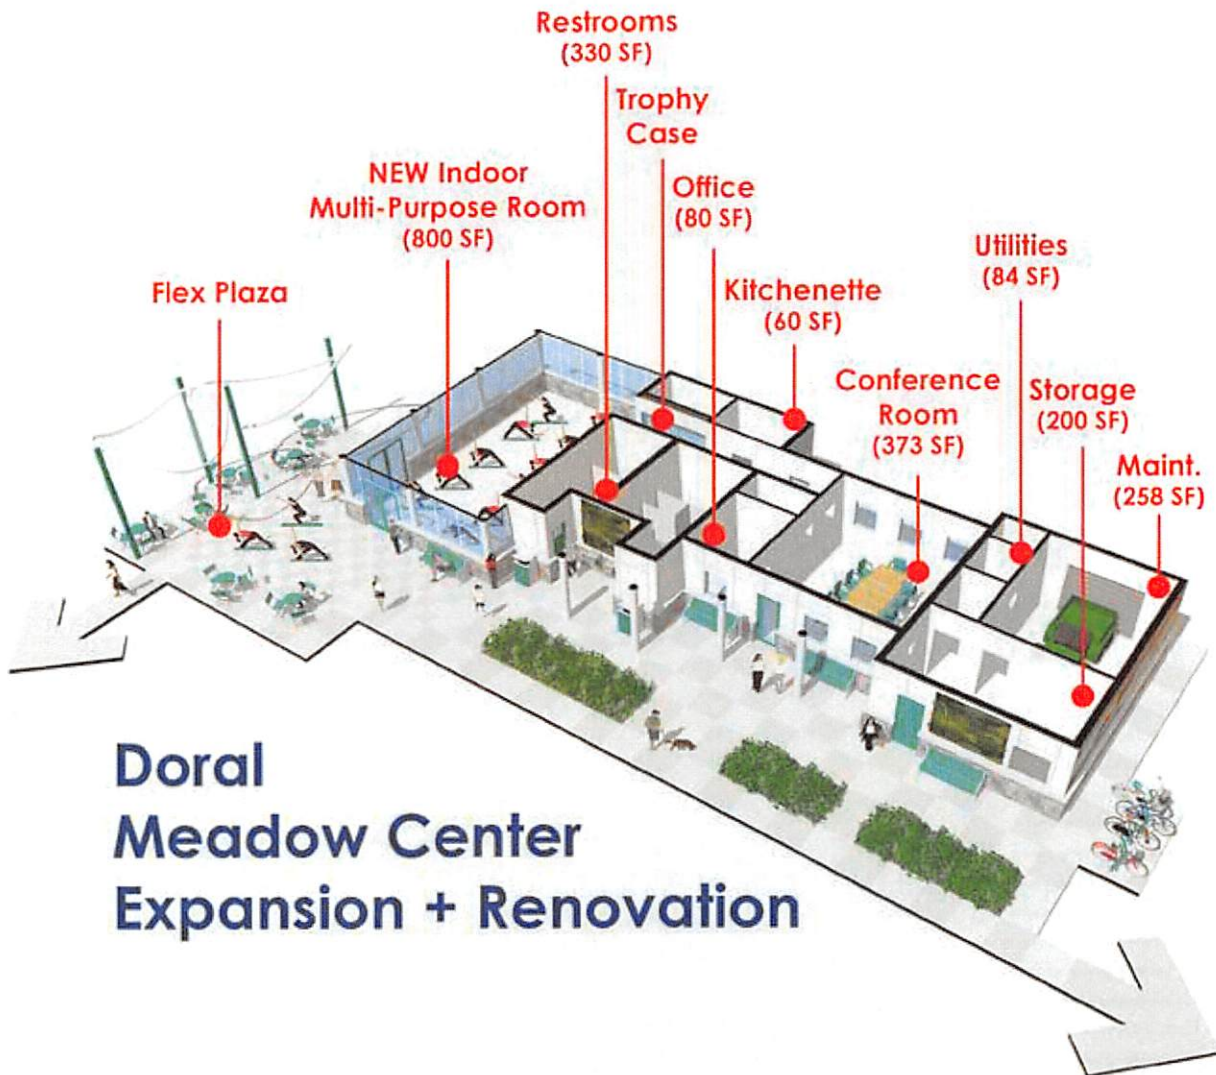 Restrooms
(330 SF)
Trophy
Case
NEW Indoor
Multi-Purpose Room
(800 SF)
Office
(80 SF)
Utilities
(84 SF)
Flex Plaza
Kitchenette
(60 SF)
Conference
Room
(373 SF)
Storage
(200 SF)
Maint.
(258 SF)
Doral
Meadow Center
Expansion + Renovation